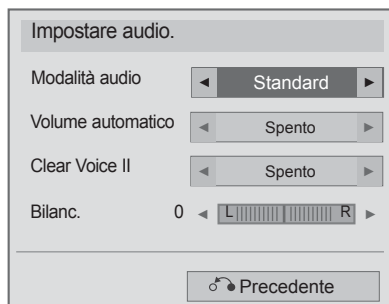 Impostare audio.
Modalità audio ◄ Standard ►
Volume automatico ◄ Spento ►
Clear Voice II ◄ Spento ►
Bilanc. 0 ◄ L R ►
Precedente